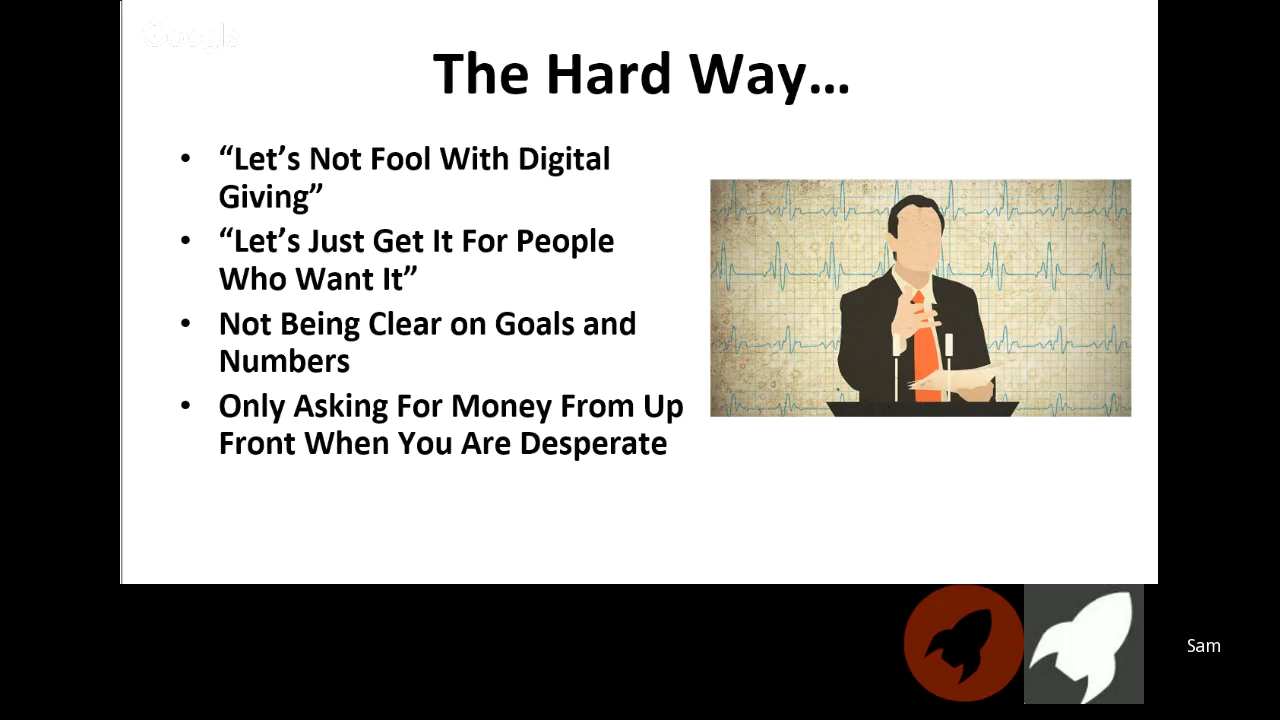 Google
The Hard Way…
• “Let’s Not Fool With Digital
Giving”
• “Let’s Just Get It For People
Who Want It”
• Not Being Clear on Goals and
Numbers
• Only Asking For Money From Up
Front When You Are Desperate
Sam